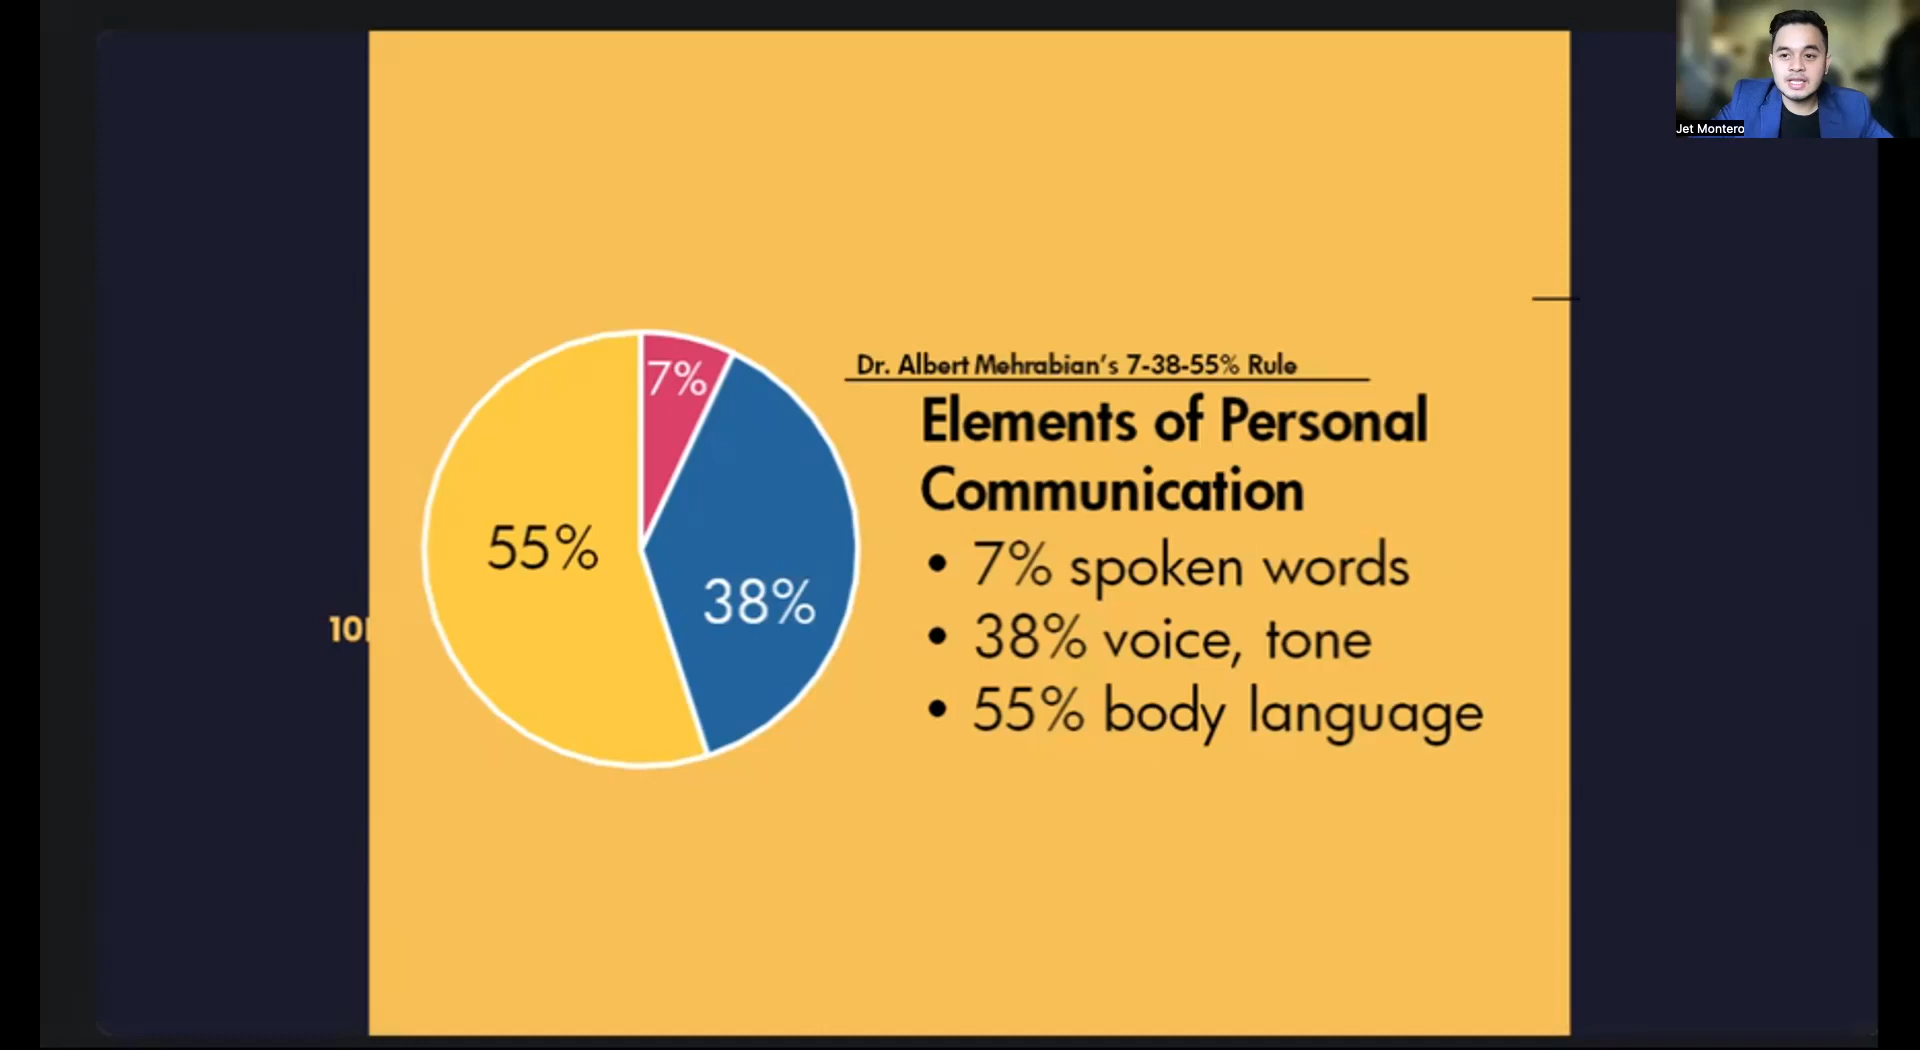 Jet Montero
7%
Dr. Albert Mehrabian's 7-38-55% Rule
Elements of Personal
Communication
55%
38%
• 7% spoken words
• 38% voice, tone
• 55% body language
10